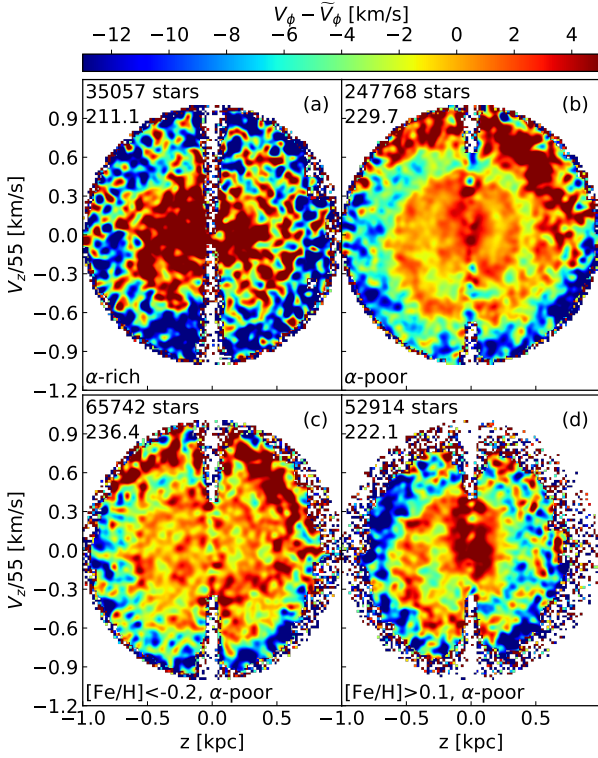 V_ϕ − Ṽ_ϕ [km/s]
−12 −10 −8 −6 −4 −2 0 2 4
35057 stars
211.1
(a)
α-rich
247768 stars
229.7
(b)
α-poor
0.9
0.6
0.3
0.0
−0.3
−0.6
−0.9
−1.2
V_z/55 [km/s]
65742 stars
236.4
(c)
[Fe/H]<-0.2, α-poor
52914 stars
222.1
(d)
[Fe/H]>0.1, α-poor
0.9
0.6
0.3
0.0
−0.3
−0.6
−0.9
−1.2
V_z/55 [km/s]
−1.0 −0.5 0.0 0.5 −1.0 −0.5 0.0 0.5
z [kpc]
z [kpc]